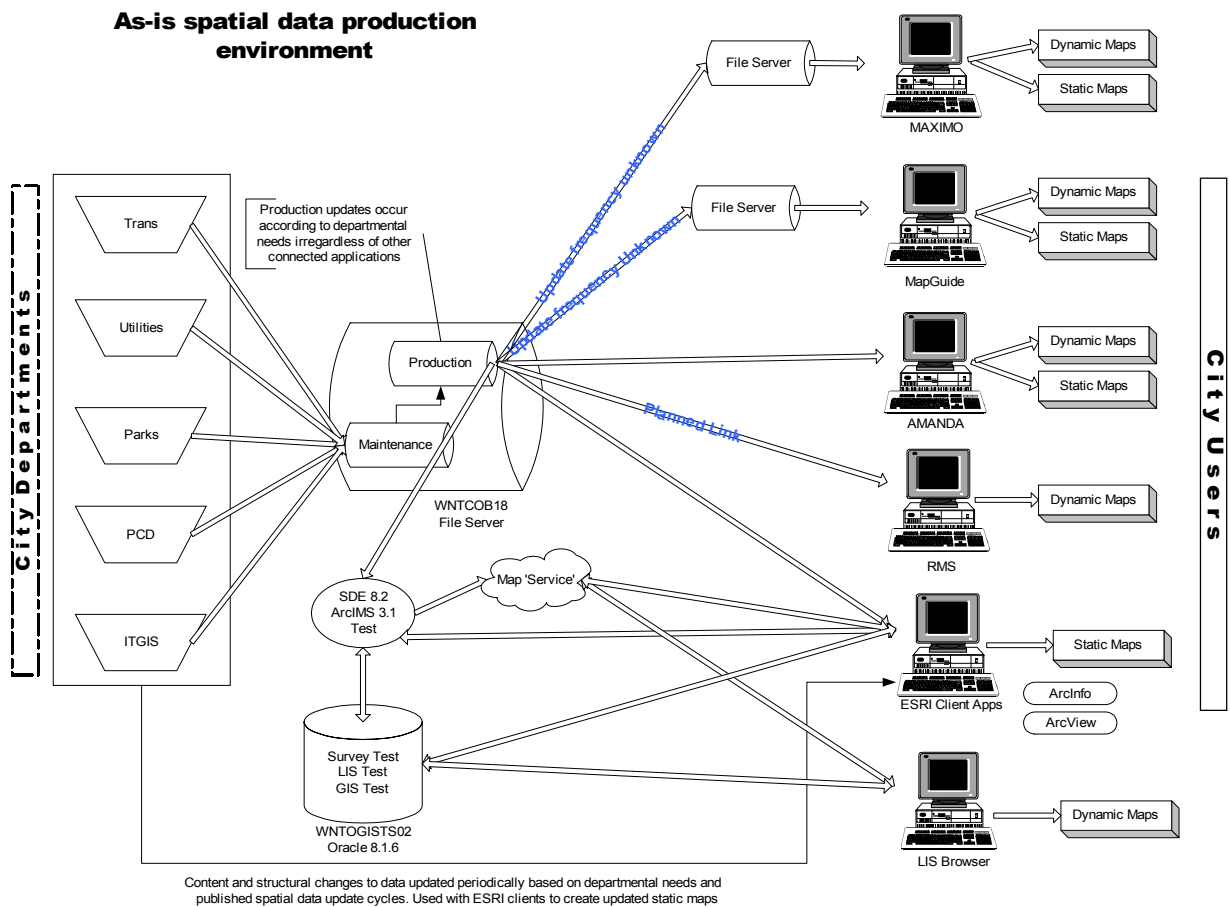 As-is spatial data production
environment
City Departments
Trans
Utilities
Parks
PCD
ITGIS
Production updates occur
according to departmental
needs irregardless of other
connected applications
Production
Maintenance
WNTCOB18
File Server
Update frequency unknown
Update frequency Unknown
Planned Link
File Server
File Server
SDE 8.2
ArcIMS 3.1
Test
Map 'Service'
Survey Test
LIS Test
GIS Test
WNTOGISTS02
Oracle 8.1.6
MAXIMO
Dynamic Maps
Static Maps
MapGuide
Dynamic Maps
Static Maps
AMANDA
Dynamic Maps
Static Maps
RMS
Dynamic Maps
ESRI Client Apps
Static Maps
ArcInfo
ArcView
LIS Browser
Dynamic Maps
City Users
Content and structural changes to data updated periodically based on departmental needs and
published spatial data update cycles. Used with ESRI clients to create updated static maps